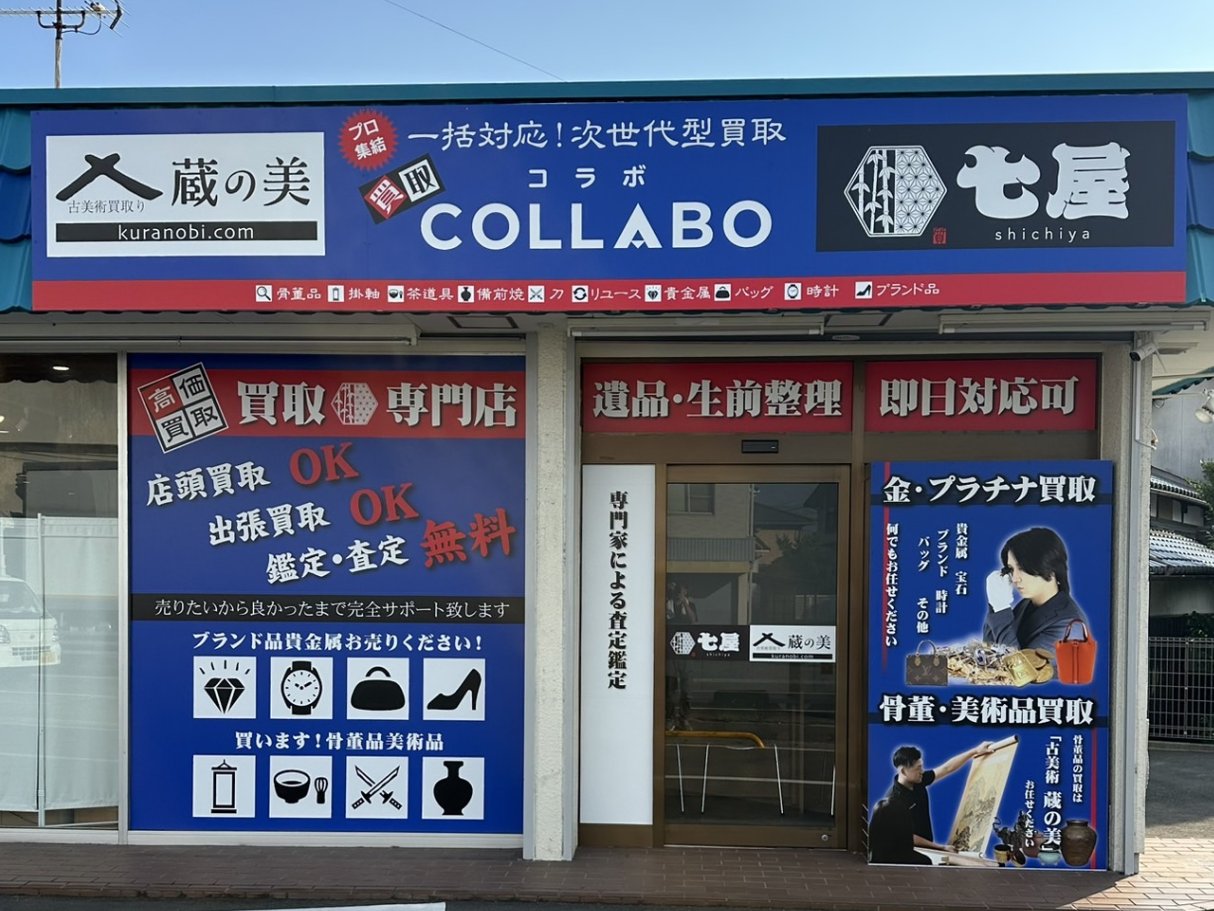 蔵の美
古美術買取り
kuranobi.com
プロ
集結
買取
一括対応！次世代型買取
コラボ
COLLABO
七屋
shichiya
骨董品 掛軸 茶道具 備前焼 刀 リユース 貴金属 バッグ 時計 ブランド品
高価
買取
買取 専門店
店頭買取 OK
出張買取 OK
鑑定・査定 無料
売りたいから良かったまで完全サポート致します
ブランド品貴金属お売りください！
買います！骨董品美術品
遺品・生前整理
即日対応可
専門家による査定鑑定
七屋
shichiya
蔵の美
古美術買取り
kuranobi.com
金・プラチナ買取
貴金属 宝石
ブランド 時計
バッグ その他
何でもお任せください
骨董・美術品買取
骨董品の買取は
「古美術 蔵の美」
お任せください